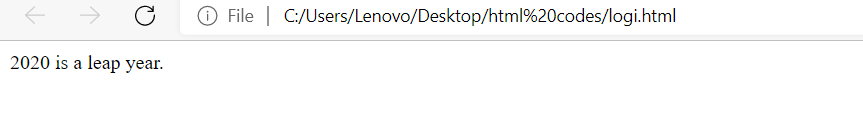 File | C:/Users/Lenovo/Desktop/html%20codes/logi.html
2020 is a leap year.